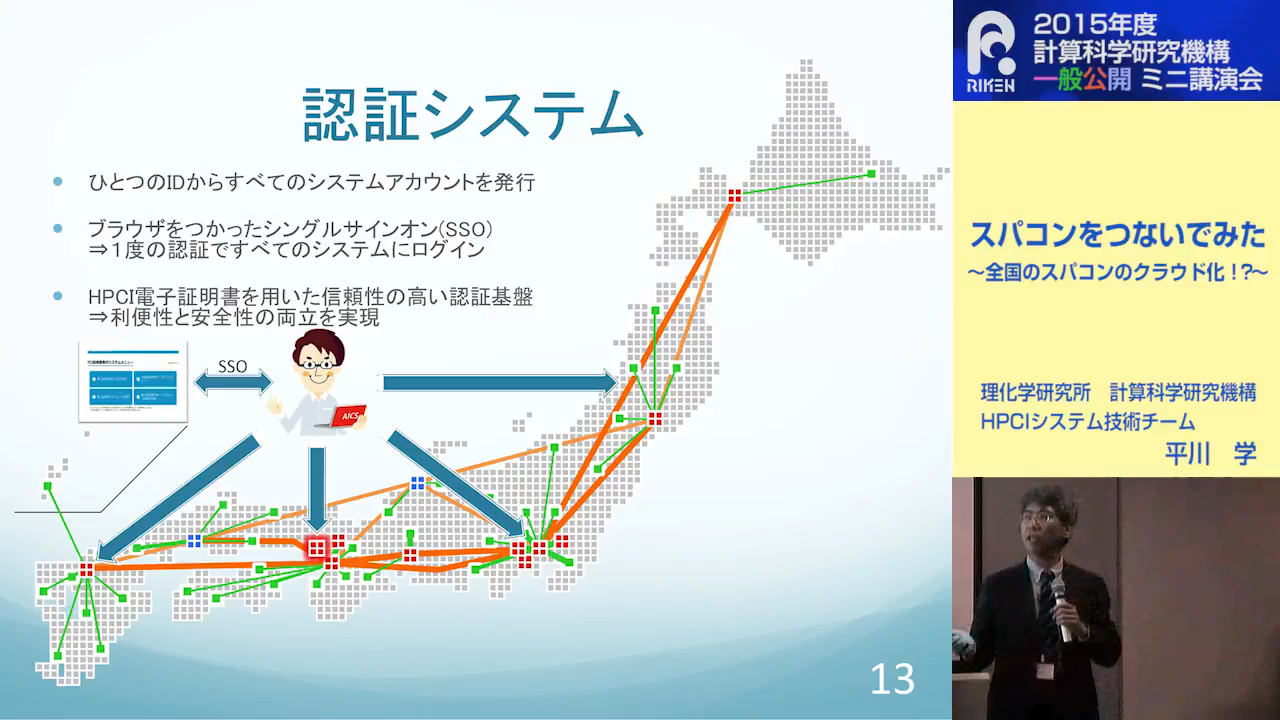 認証システム
ひとつのIDからすべてのシステムアカウントを発行
ブラウザをつかったシングルサインオン(SSO)
⇒1度の認証ですべてのシステムにログイン
HPCI電子証明書を用いた信頼性の高い認証基盤
⇒利便性と安全性の両立を実現
SSO
AICS
13
RIKEN
2015年度
計算科学研究機構
一般公開 ミニ講演会
スパコンをつないでみた
～全国のスパコンのクラウド化！?～
理化学研究所　計算科学研究機構
HPCIシステム技術チーム
平川　学